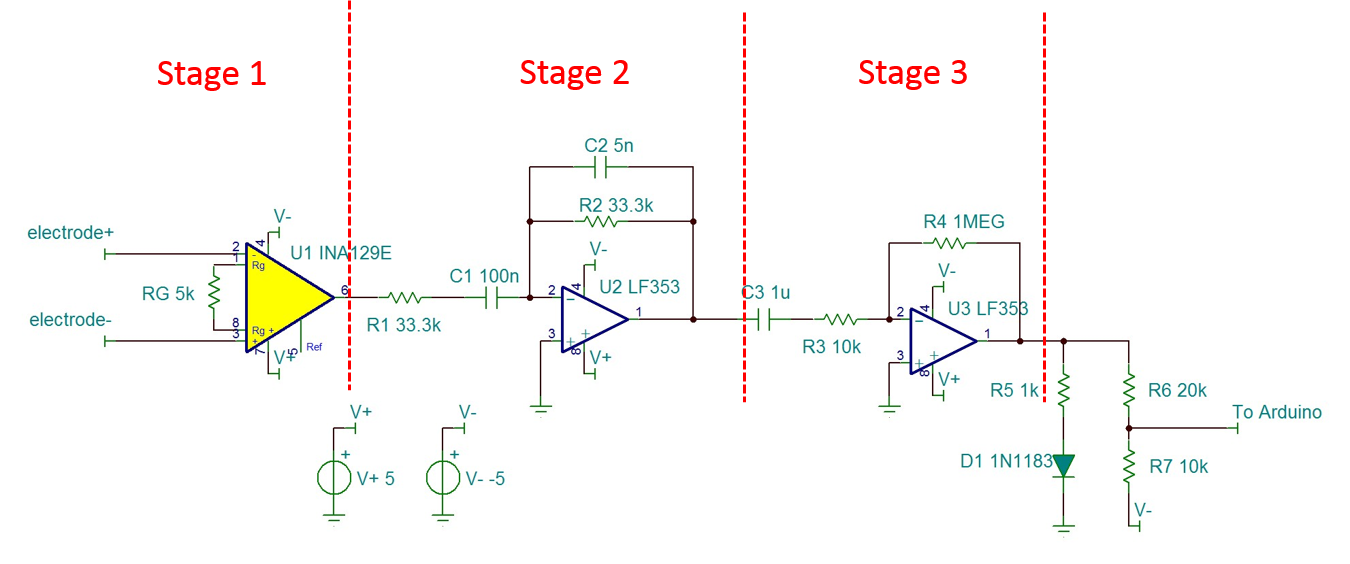 Stage 1
Stage 2
Stage 3
C2 5n
R2 33.3k
V-
electrode+
2
1
Rg
4
U1 INA129E
RG 5k
6
electrode-
8
Rg +
3
+
7
V+
5
Ref
R1 33.3k
C1 100n
V-
4
U2 LF353
2
1
3
8
V+
C3 1u
R3 10k
R4 1MEG
V-
4
U3 LF353
2
1
3
8
V+
R5 1k
R6 20k
To Arduino
D1 1N1183
R7 10k
V-
V+
+
V+ 5
V-
+
V- -5